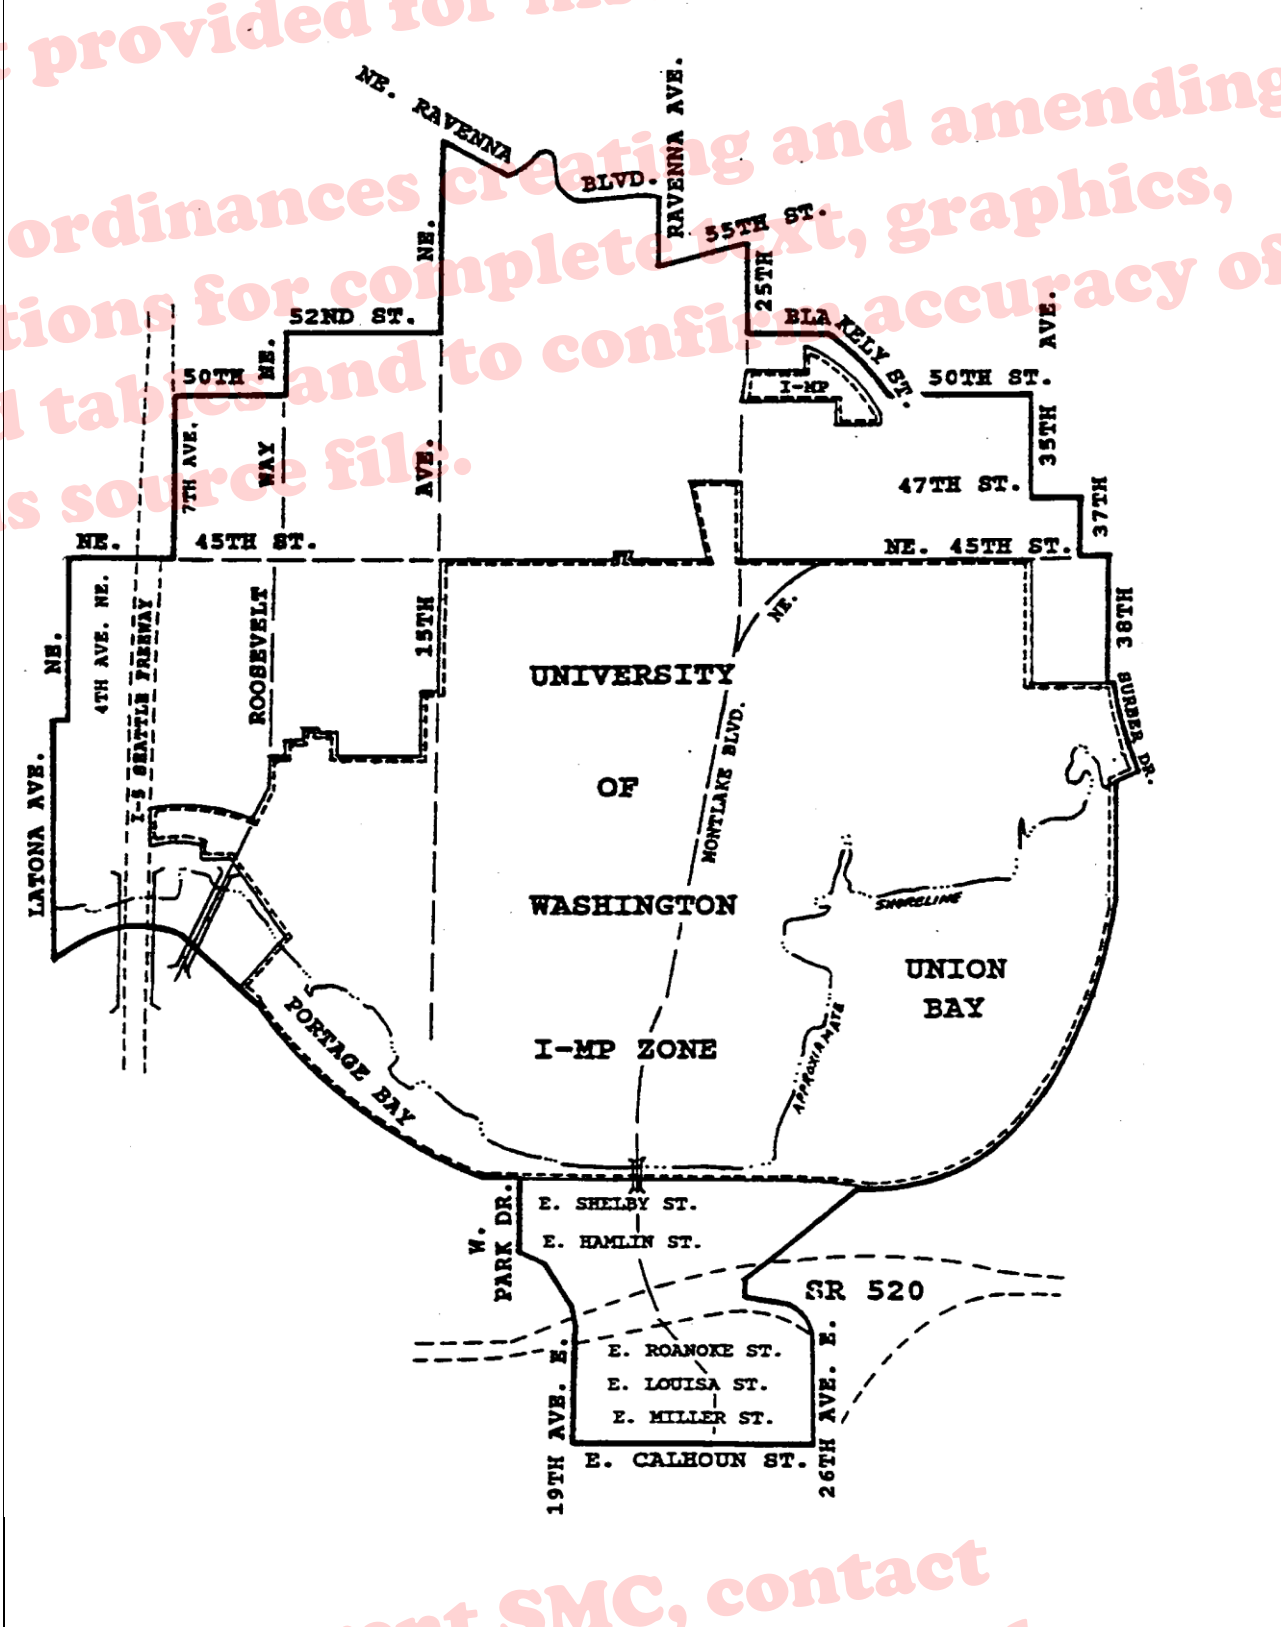 t provided for his
ordinances creating and amending
tions for complete text, graphics,
d tables and to confirm accuracy of
s source file.
NE. RAVENNA
BLVD.
RAVENNA AVE.
55TH ST.
NE.
25TH
52ND ST.
BLAKELY ST.
AVE.
NE.
50TH
I-MP
50TH ST.
7TH AVE.
WAY
AVE.
35TH
47TH ST.
37TH
NE.
45TH ST.
NE. 45TH ST.
NE.
4TH AVE. NE.
I-5 SEATTLE FREEWAY
ROOSEVELT
15TH
NE.
38TH
UNIVERSITY
SURBER DR.
LATONA AVE.
MONTLAKE BLVD.
OF
WASHINGTON
SHORELINE
UNION
BAY
PORTAGE BAY
I-MP ZONE
APPROXIMATE
W.
PARK DR.
E. SHELBY ST.
E. HAMLIN ST.
SR 520
19TH AVE. E.
E. ROANOKE ST.
E. LOUISA ST.
E. MILLER ST.
26TH AVE. E.
E. CALHOUN ST.
nt SMC, contact